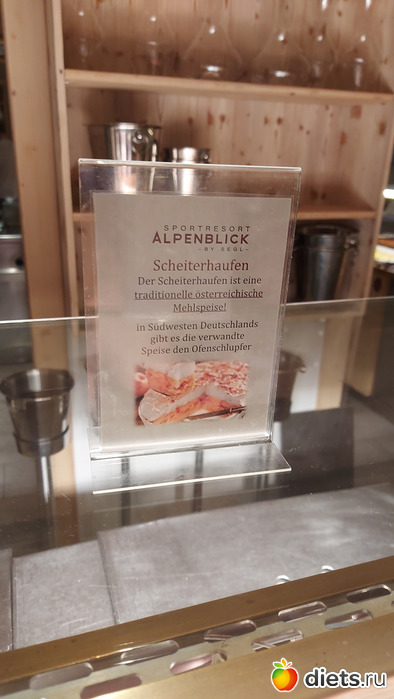 SPORTRESORT
ALPENBLICK
- BY SEGL -
Scheiterhaufen
Der Scheiterhaufen ist eine
traditionelle österreichische
Mehlspeise!
in Südwesten Deutschlands
gibt es die verwandte
Speise den Ofenschlupfer
diets.ru